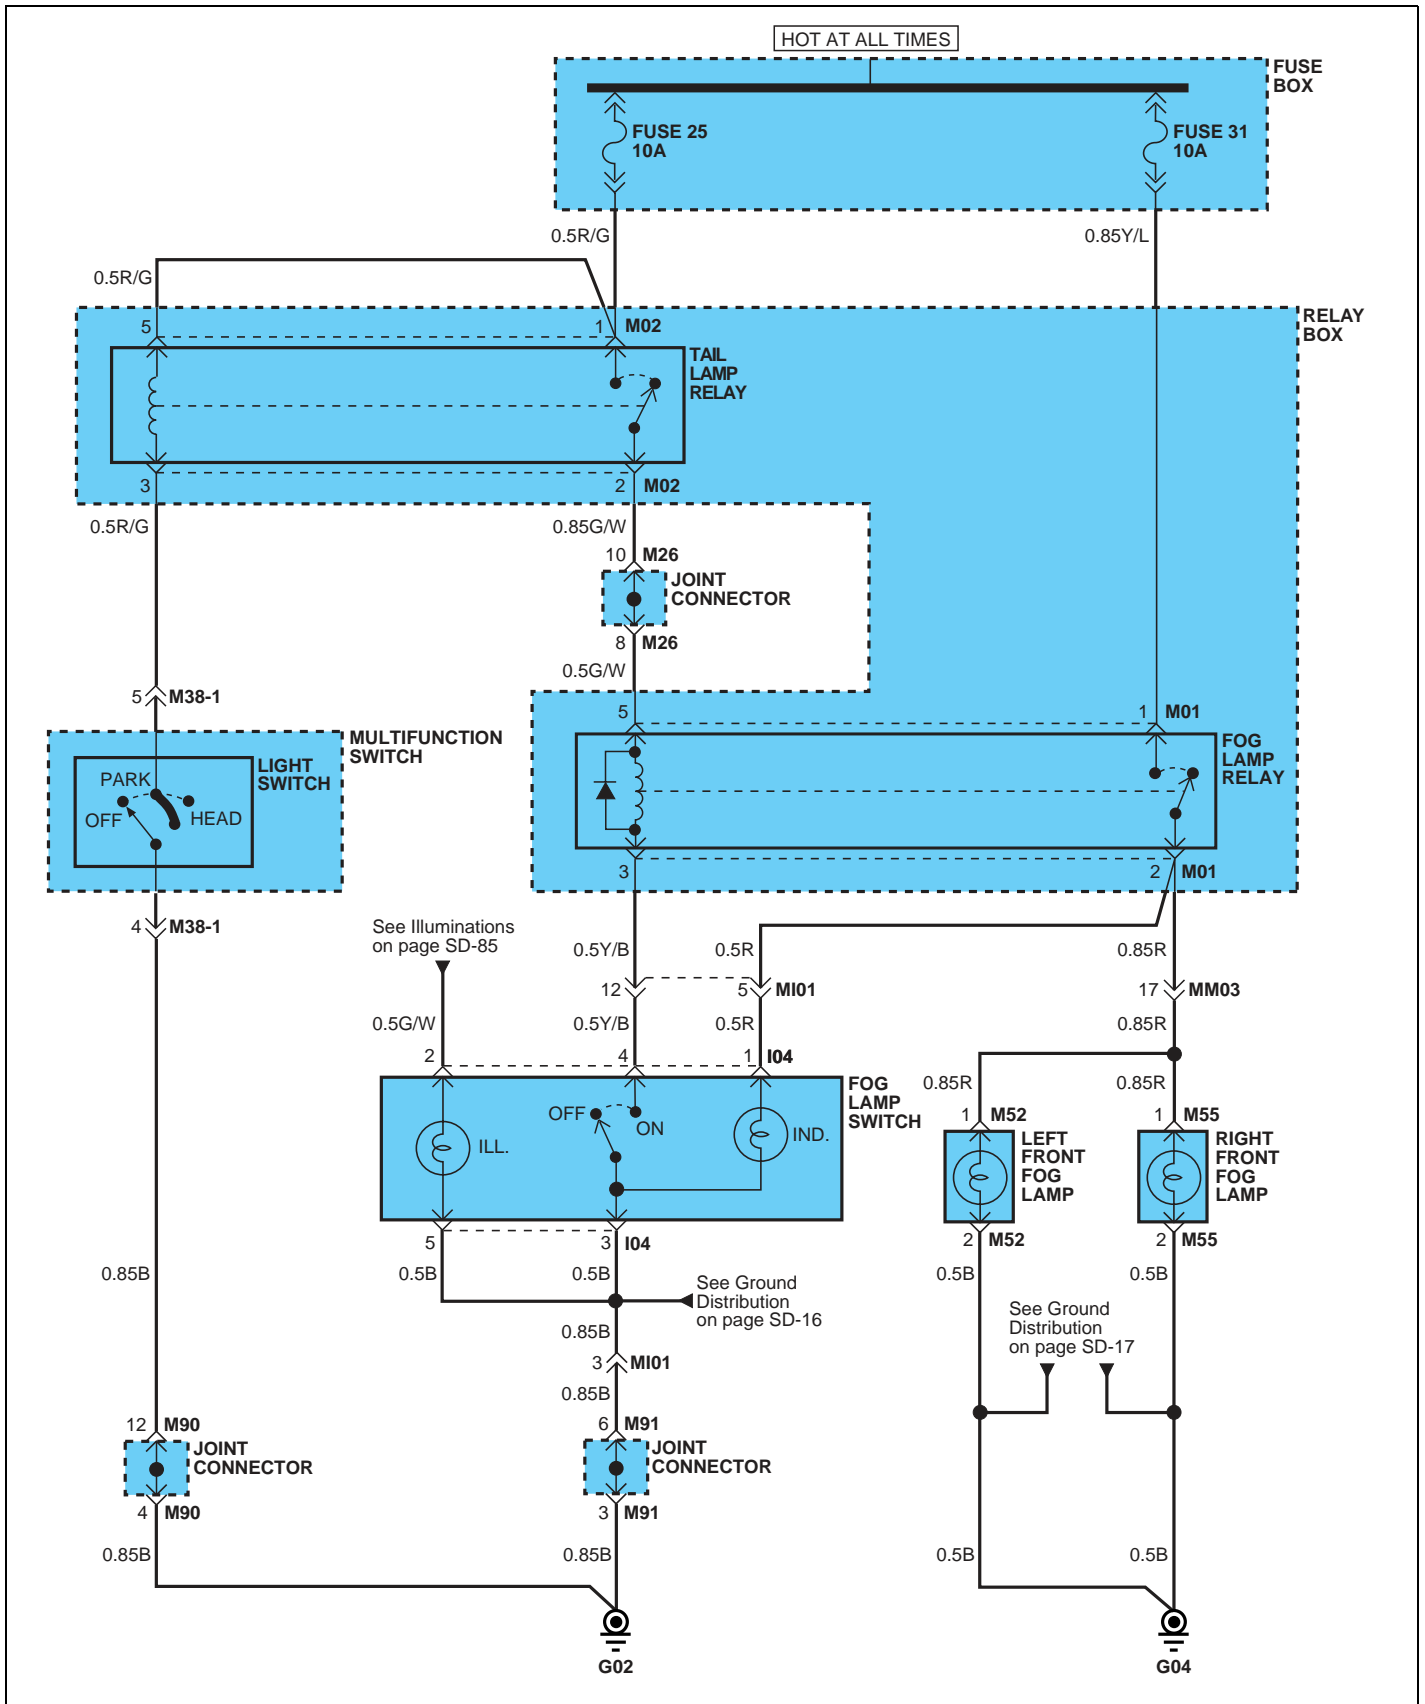 HOT AT ALL TIMES
FUSE
BOX
FUSE 25
10A
FUSE 31
10A
0.5R/G
0.85Y/L
0.5R/G
RELAY
BOX
5
1
M02
TAIL
LAMP
RELAY
3
2
M02
0.5R/G
0.85G/W
10
M26
JOINT
CONNECTOR
8
M26
0.5G/W
5
M38-1
5
1
M01
MULTIFUNCTION
SWITCH
LIGHT
SWITCH
PARK
OFF
HEAD
FOG
LAMP
RELAY
3
2
M01
4
M38-1
See Illuminations
on page SD-85
0.5Y/B
0.5R
0.85R
12
5
MI01
17
MM03
0.5G/W
0.5Y/B
0.5R
0.85R
2
4
1
I04
FOG
LAMP
SWITCH
0.85R
0.85R
OFF
ON
ILL.
IND.
1
M52
1
M55
LEFT
FRONT
FOG
LAMP
RIGHT
FRONT
FOG
LAMP
5
3
I04
2
M52
2
M55
0.85B
0.5B
0.5B
0.5B
0.5B
See Ground
Distribution
on page SD-16
See Ground
Distribution
on page SD-17
0.85B
3
MI01
0.85B
12
M90
6
M91
JOINT
CONNECTOR
JOINT
CONNECTOR
4
M90
3
M91
0.85B
0.85B
0.5B
0.5B
G02
G04